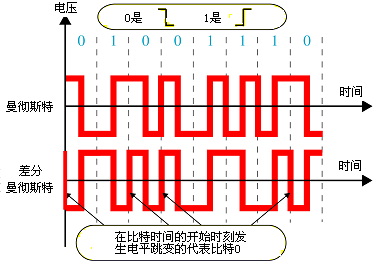 电压
0是 1是
0 1 0 0 1 1 1 0
时间
曼彻斯特
时间
差分
曼彻斯特
在比特时间的开始时刻发
生电平跳变的代表比特0